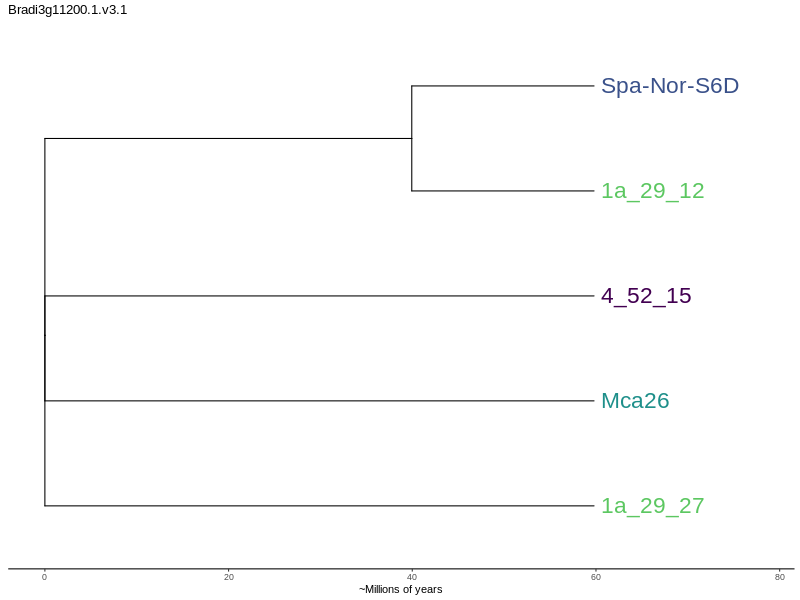 Bradi3g11200.1.v3.1
Spa-Nor-S6D
1a_29_12
4_52_15
Mca26
1a_29_27
0 20 40 60 80
~Millions of years